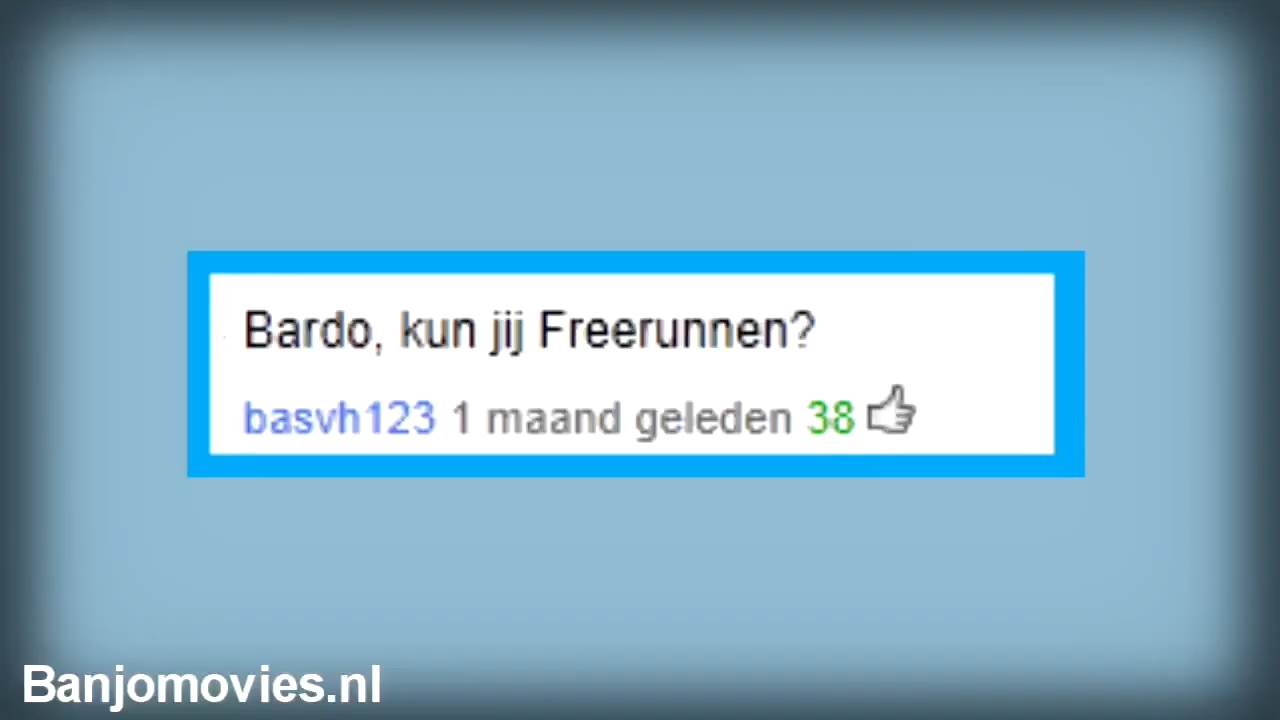 Bardo, kun jij Freerunnen?
basvh123 1 maand geleden 38
Banjomovies.nl